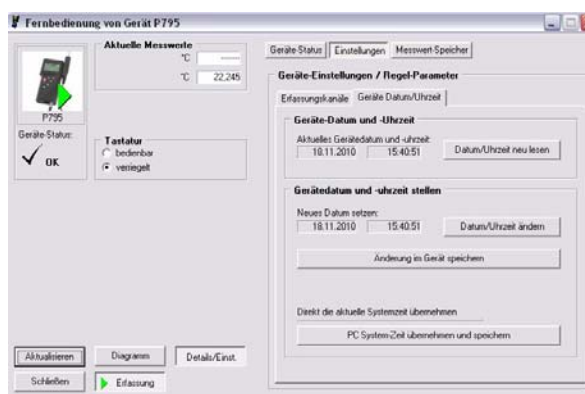 Fernbedienung von Gerät P795
Aktuelle Messwerte
°C -----
°C 22,245
P795
Geräte-Status:
OK
Tastatur
bedienbar
verriegelt
Aktualisieren
Diagramm
Details/Einst.
Schließen
Erfassung
Geräte-Status Einstellungen Messwert-Speicher
Geräte-Einstellungen / Regel-Parameter
Erfassungskanäle Geräte Datum/Uhrzeit
Geräte-Datum und -Uhrzeit
Aktuelles Gerätedatum und -uhrzeit:
18.11.2010 15:40:51 Datum/Uhrzeit neu lesen
Gerätedatum und -uhrzeit stellen
Neues Datum setzen:
18.11.2010 15:40:51 Datum/Uhrzeit ändern
Änderung im Gerät speichern
Direkt die aktuelle Systemzeit übernehmen
PC System-Zeit übernehmen und speichern